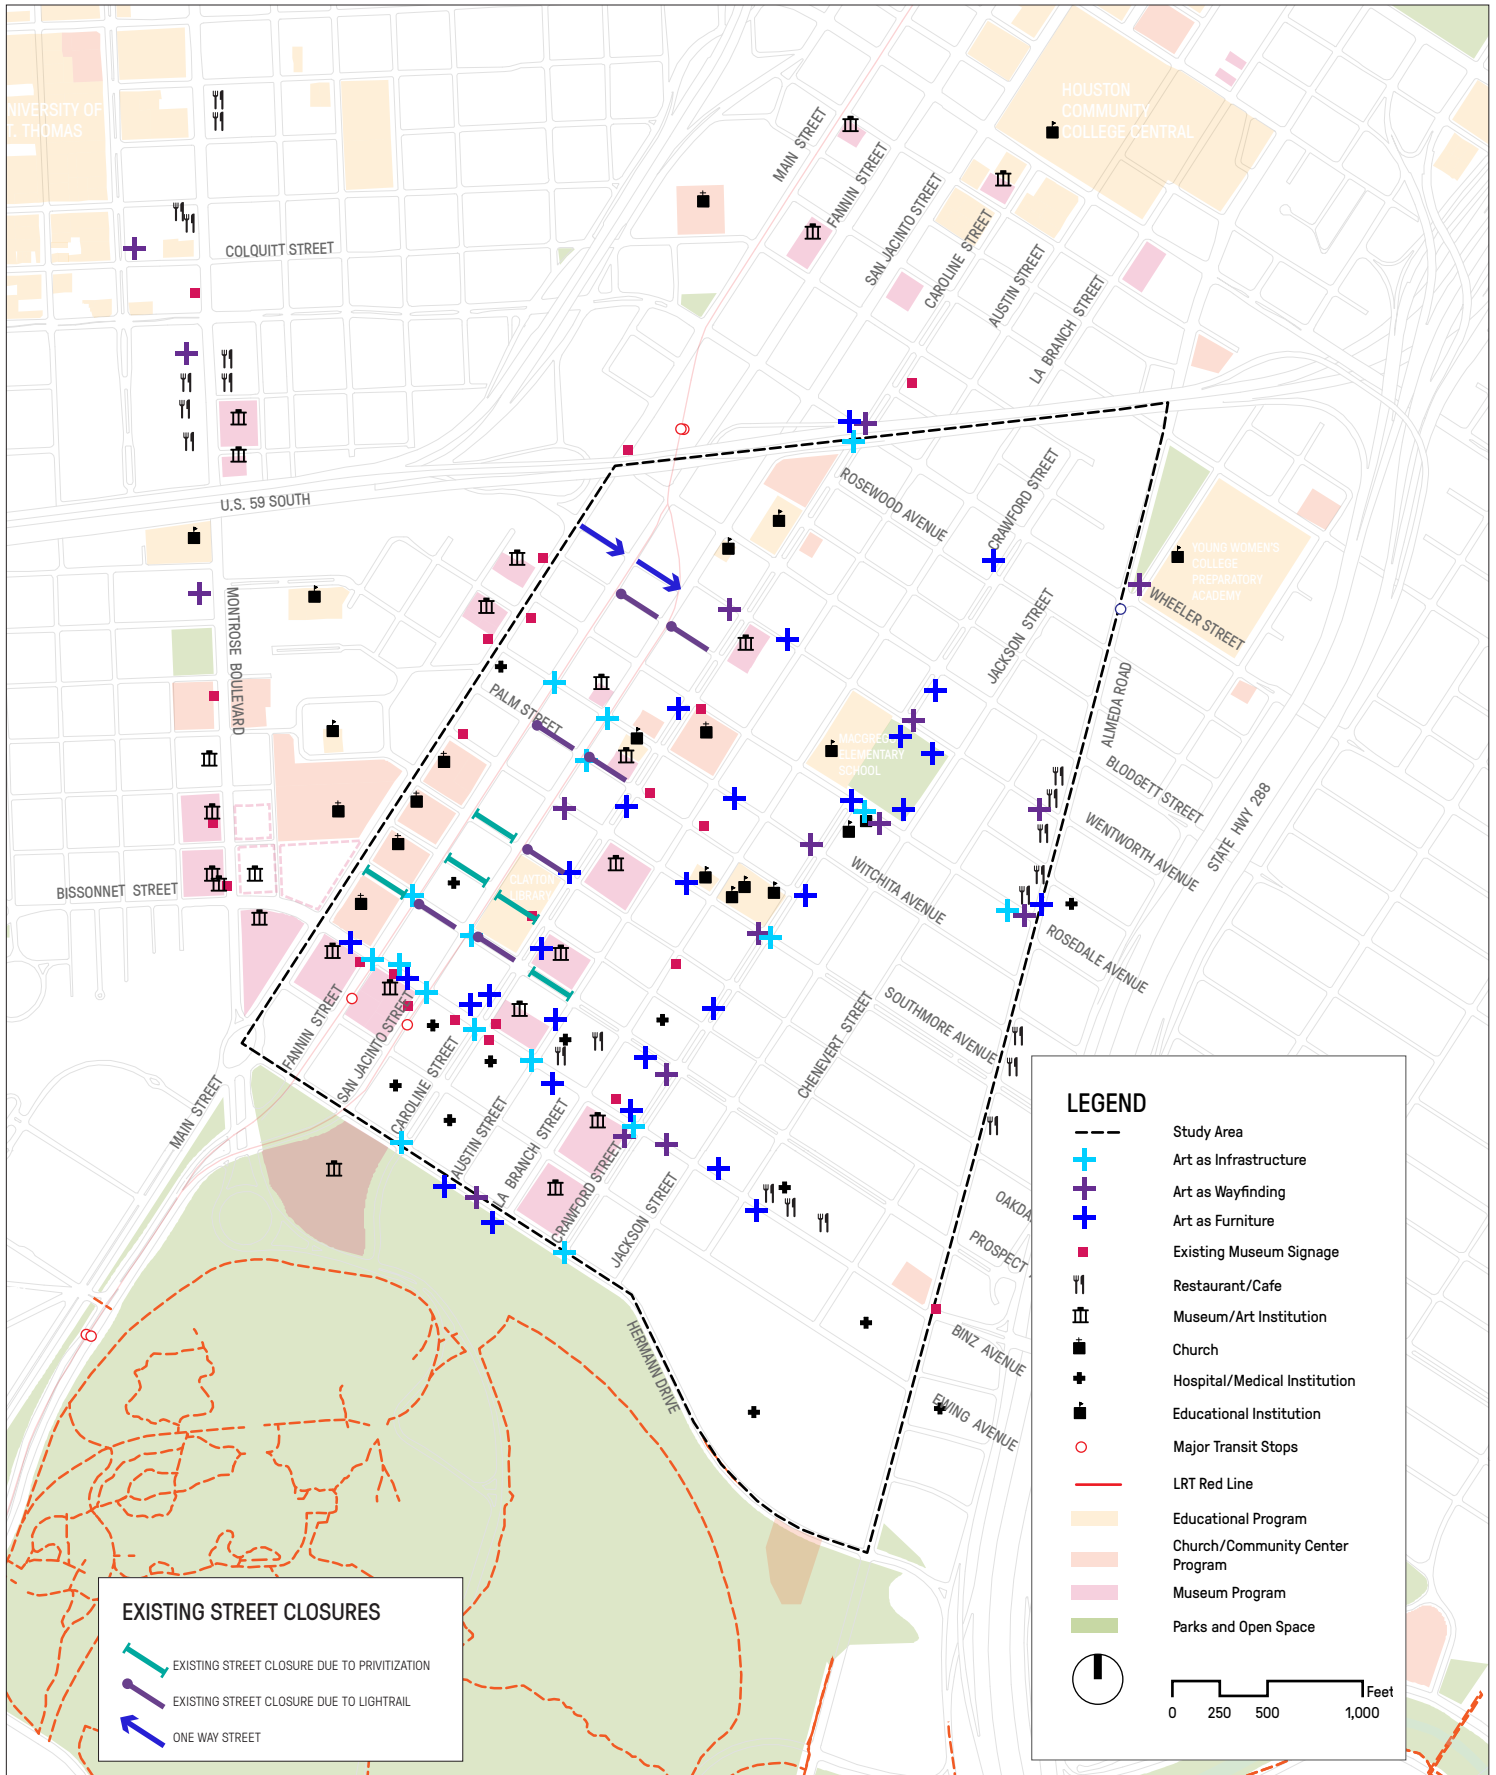 NIVERSITY OF
T. THOMAS
HOUSTON
COMMUNITY
COLLEGE CENTRAL
MAIN STREET
FANNIN STREET
SAN JACINTO STREET
CAROLINE STREET
AUSTIN STREET
LA BRANCH STREET
COLQUITT STREET
U.S. 59 SOUTH
ROSEWOOD AVENUE
CRAWFORD STREET
YOUNG WOMEN'S
COLLEGE
PREPARATORY
ACADEMY
WHEELER STREET
MONTROSE BOULEVARD
JACKSON STREET
PALM STREET
ALMEDA ROAD
MACGREGOR
ELEMENTARY
SCHOOL
BLODGETT STREET
STATE HWY 288
WENTWORTH AVENUE
BISSONNET STREET
CLAYTON
LIBRARY
WITCHITA AVENUE
ROSEDALE AVENUE
SOUTHMORE AVENUE
FANNIN STREET
SAN JACINTO STREET
CAROLINE STREET
CHENEVERT STREET
MAIN STREET
AUSTIN STREET
LA BRANCH STREET
CRAWFORD STREET
JACKSON STREET
OAKDA
PROSPECT
HERMANN DRIVE
BINZ AVENUE
EWING AVENUE
LEGEND
Study Area
Art as Infrastructure
Art as Wayfinding
Art as Furniture
Existing Museum Signage
Restaurant/Cafe
Museum/Art Institution
Church
Hospital/Medical Institution
Educational Institution
Major Transit Stops
LRT Red Line
Educational Program
Church/Community Center
Program
Museum Program
Parks and Open Space
Feet
0 250 500 1,000
EXISTING STREET CLOSURES
EXISTING STREET CLOSURE DUE TO PRIVITIZATION
EXISTING STREET CLOSURE DUE TO LIGHTRAIL
ONE WAY STREET